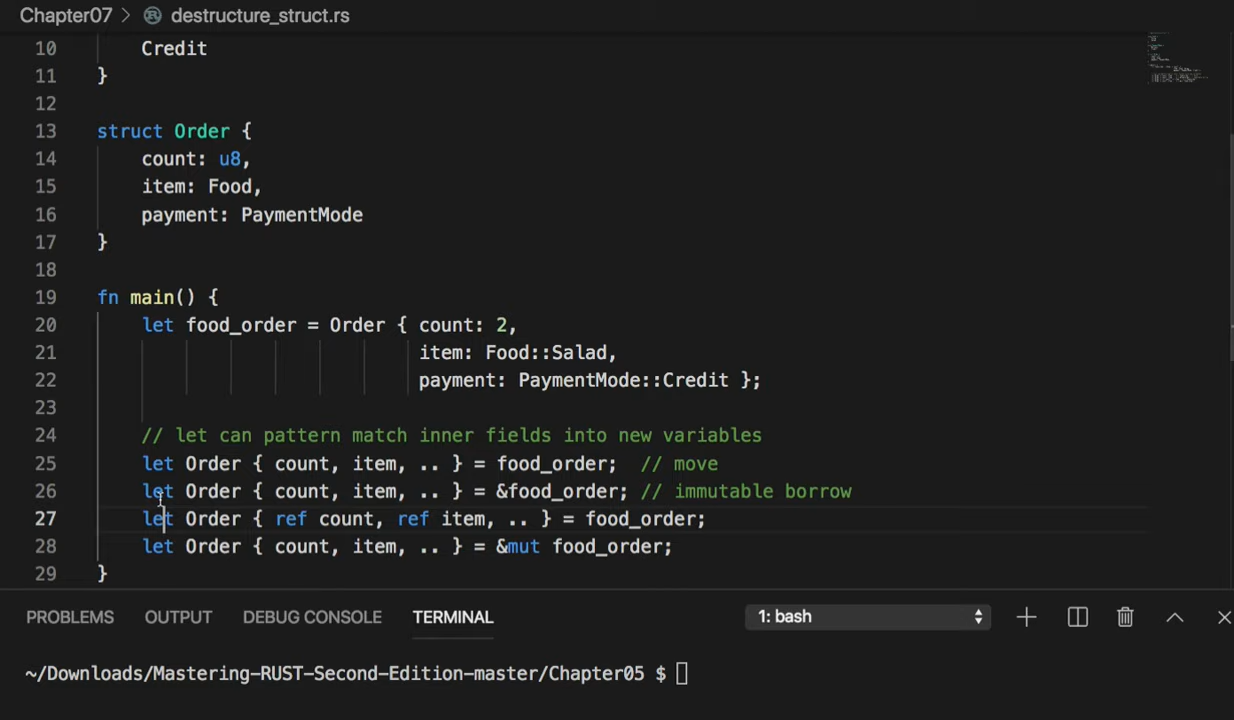 Chapter07 > destructure_struct.rs
10 Credit
11 }
12
13 struct Order {
14 count: u8,
15 item: Food,
16 payment: PaymentMode
17 }
18
19 fn main() {
20 let food_order = Order { count: 2,
21 item: Food::Salad,
22 payment: PaymentMode::Credit };
23
24 // let can pattern match inner fields into new variables
25 let Order { count, item, .. } = food_order; // move
26 let Order { count, item, .. } = &food_order; // immutable borrow
27 let Order { ref count, ref item, .. } = food_order;
28 let Order { count, item, .. } = &mut food_order;
29 }
PROBLEMS OUTPUT DEBUG CONSOLE TERMINAL 1: bash
~/Downloads/Mastering-RUST-Second-Edition-master/Chapter05 $